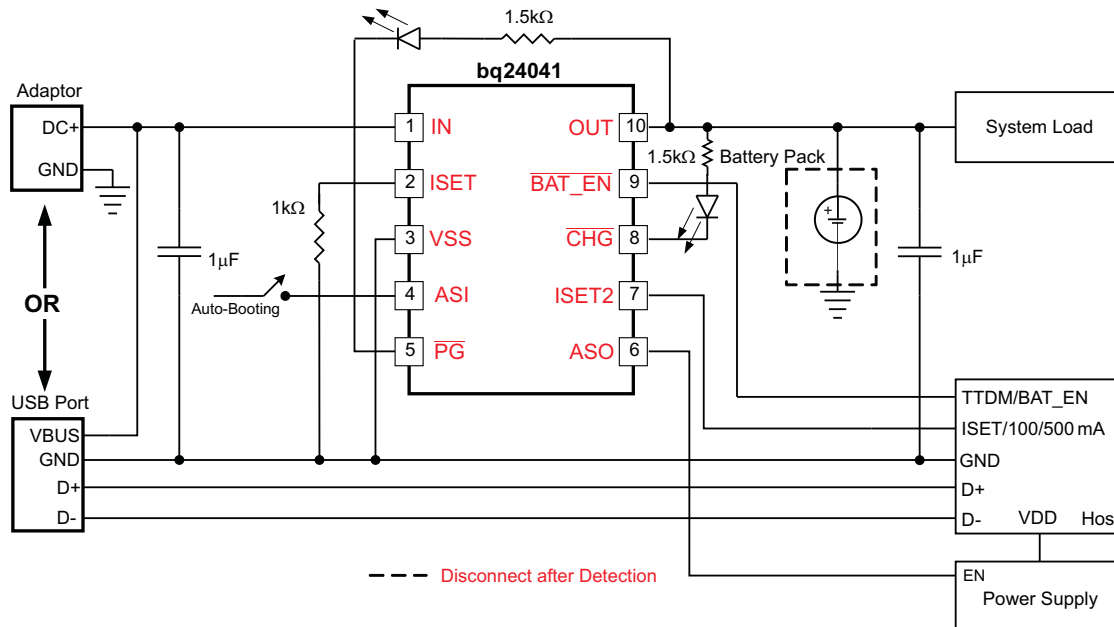 1.5kΩ
bq24041
Adaptor
DC+
GND
1 IN
2 ISET
3 VSS
4 ASI
5 PG
OUT 10
BAT_EN 9
CHG 8
ISET2 7
ASO 6
1kΩ
1μF
Auto-Booting
OR
USB Port
VBUS
GND
D+
D-
1.5kΩ
Battery Pack
+
1μF
System Load
TTDM/BAT_EN
ISET/100/500 mA
GND
D+
D-
VDD
Hos
EN
Power Supply
Disconnect after Detection